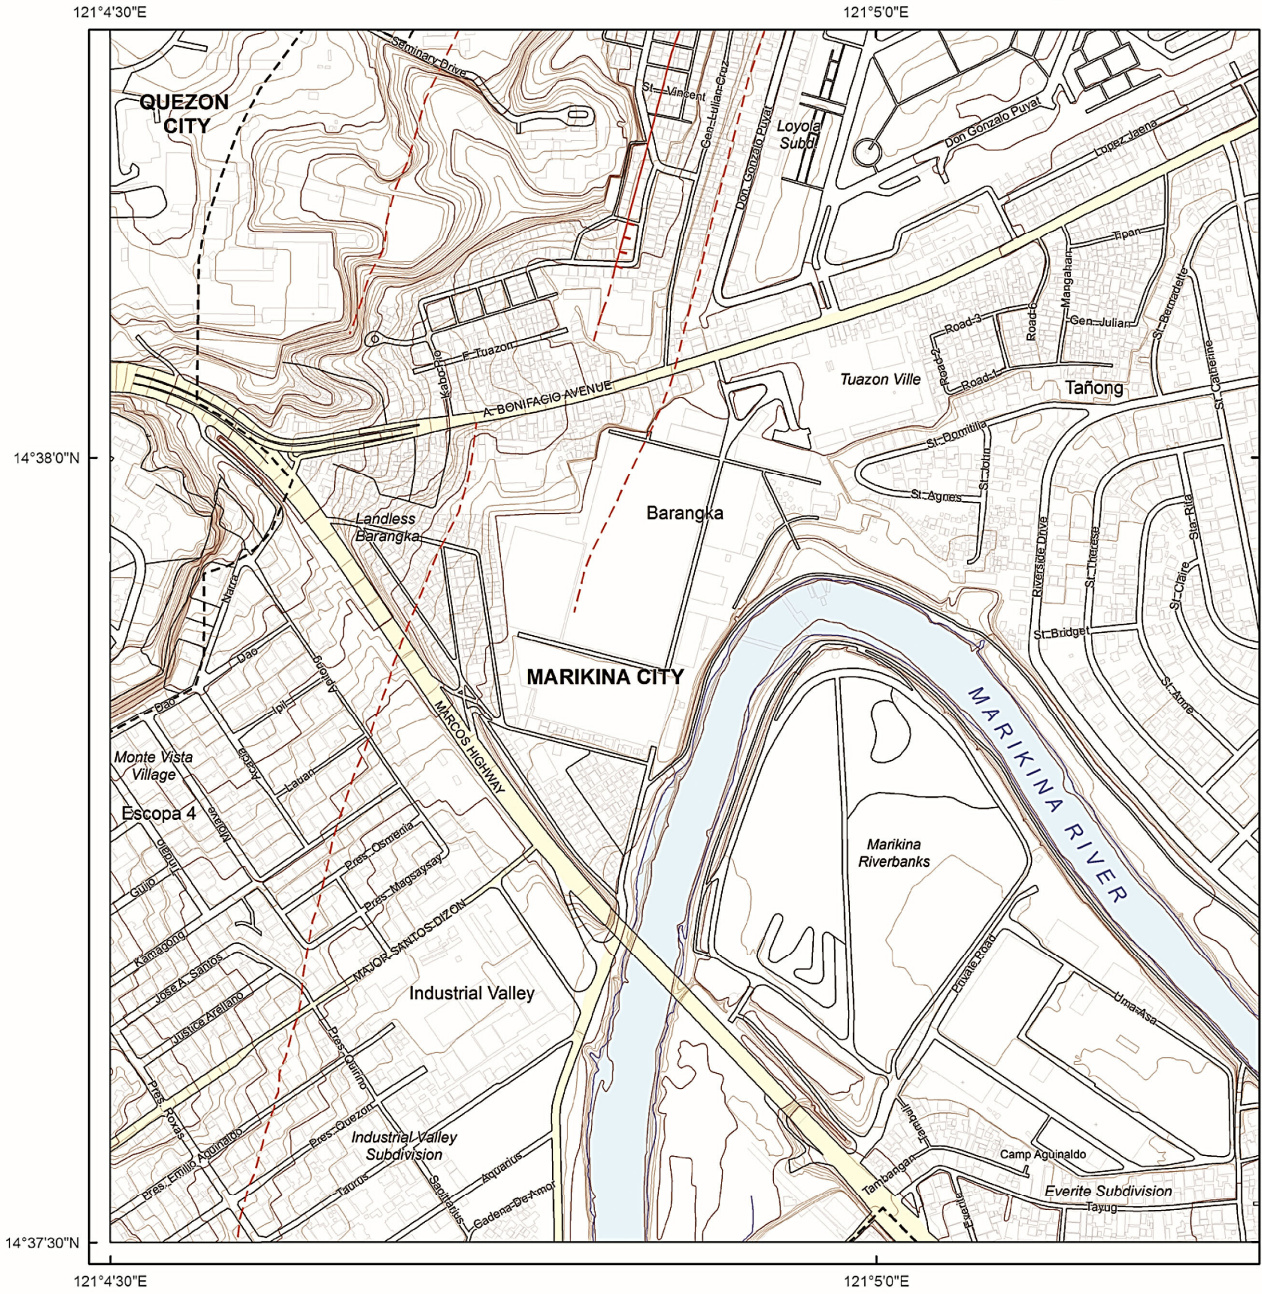 121°4'30"E
121°5'0"E
Seminary Drive
QUEZON
CITY
St. Vincent
Gen. Julian Cruz
Don. Gonzalo Puyat
Loyola
Subd.
Don Gonzalo Puyat
Lopez Jaena
Tipan
Mangahan
St. Bernadette
Gen. Julian
Road 6
Road-3
Road-2
Road-1
F. Tuazon
Kabo
A. BONIFACIO AVENUE
Tuazon Ville
Tañong
St. Catherine
St. Domitilla
St. John
St. Agnes
14°38'0"N
Landless
Barangka
Barangka
Riverside Drive
St. Therese
Sta. Rita
St. Claire
St. Bridget
St. Ande
Narra
Dao
Apitong
Ipil
Dao
Acacia
Lauan
MARIKINA CITY
MARCOS HIGHWAY
MARIKINA RIVER
Monte Vista
Village
Escopa 4
Molave
Tindalo
Guijo
Pres. Osmenia
Pres. Magsaysay
Marikina
Riverbanks
Kamagong
MAJOR SANTOS DIZON
Jose A. Santos
Justice Arellano
Industrial Valley
Private Road
Uma-Asa
Pres. Quirino
Pres. Roxas
Pres. Quezon
Pres. Emilio Aguinaldo
Industrial Valley
Subdivision
Taurus
Sagittarius
Aquarius
Cadena-De-Amor
Tambuli
Tambangan
Camp Aguinaldo
Everite Subdivision
Tayug
14°37'30"N
121°4'30"E
121°5'0"E